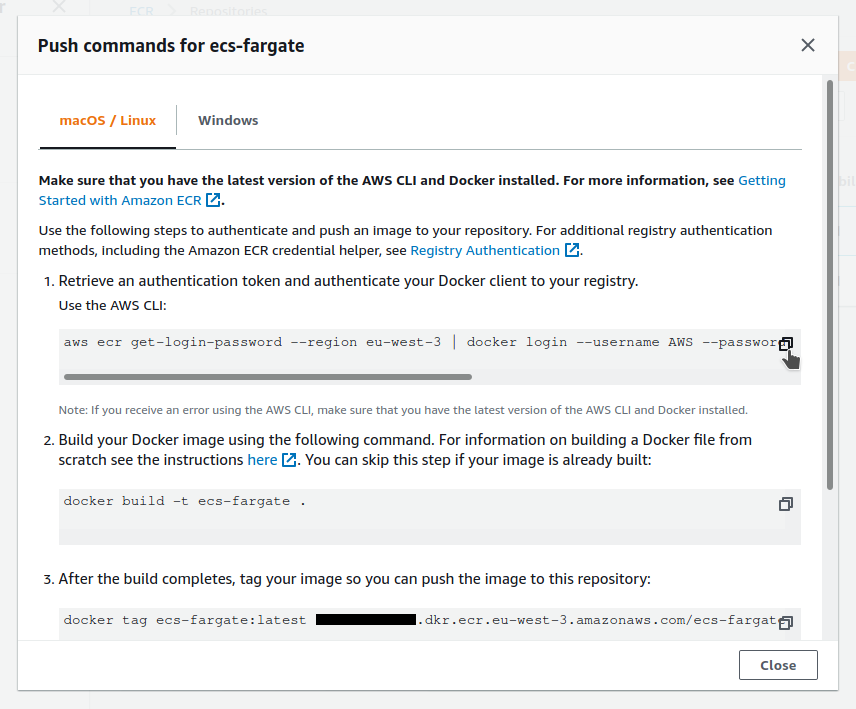 ECR Repositories
Push commands for ecs-fargate
macOS / Linux Windows
Make sure that you have the latest version of the AWS CLI and Docker installed. For more information, see Getting
Started with Amazon ECR.
Use the following steps to authenticate and push an image to your repository. For additional registry authentication
methods, including the Amazon ECR credential helper, see Registry Authentication.
1. Retrieve an authentication token and authenticate your Docker client to your registry.
Use the AWS CLI:
aws ecr get-login-password --region eu-west-3 | docker login --username AWS --password
Note: If you receive an error using the AWS CLI, make sure that you have the latest version of the AWS CLI and Docker installed.
2. Build your Docker image using the following command. For information on building a Docker file from
scratch see the instructions here. You can skip this step if your image is already built:
docker build -t ecs-fargate .
3. After the build completes, tag your image so you can push the image to this repository:
docker tag ecs-fargate:latest .dkr.ecr.eu-west-3.amazonaws.com/ecs-fargate
Close